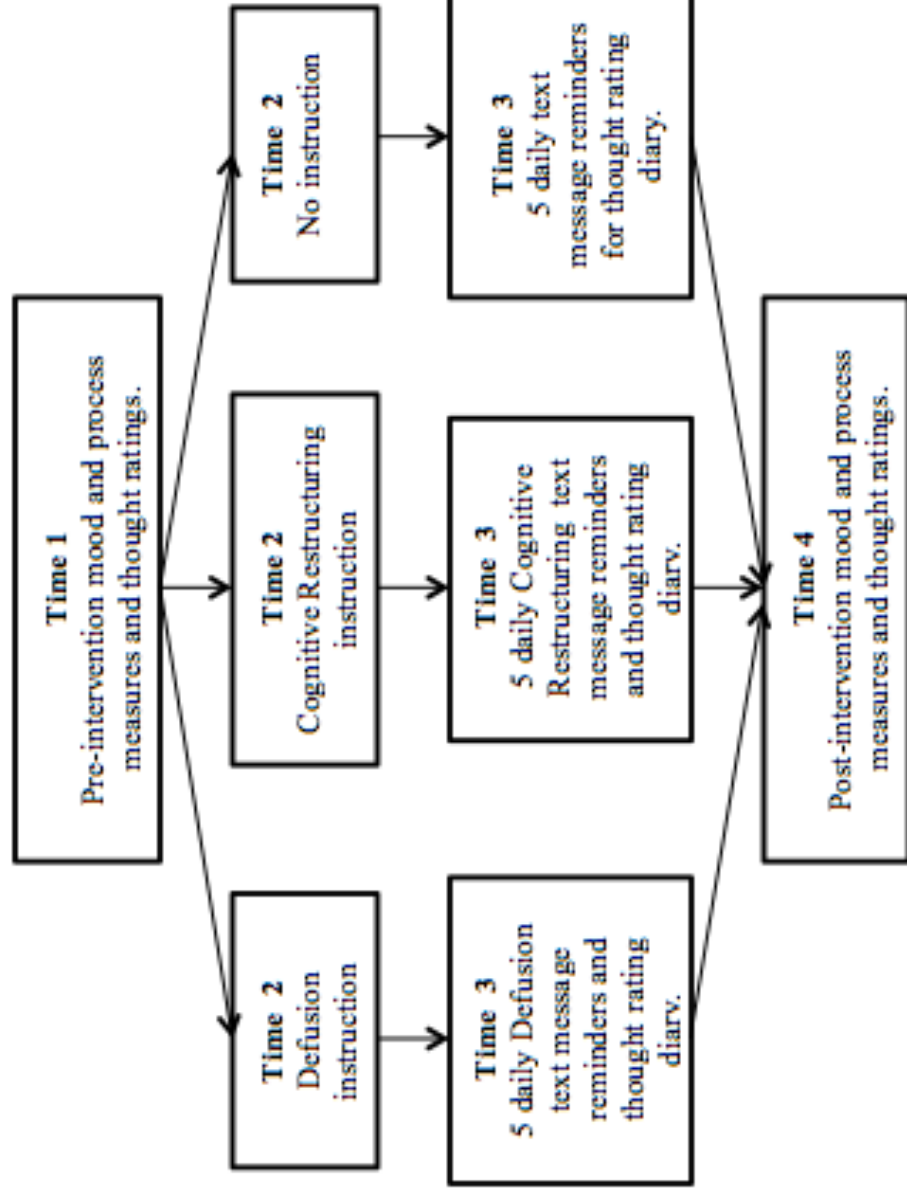 Time 1
Pre-intervention mood and process
measures and thought ratings.
Time 2
Defusion
instruction
Time 2
Cognitive Restructuring
instruction
Time 2
No instruction
Time 3
5 daily Defusion
text message
reminders and
thought rating
diary.
Time 3
5 daily Cognitive
Restructuring text
message reminders
and thought rating
diary.
Time 3
5 daily text
message reminders
for thought rating
diary.
Time 4
Post-intervention mood and process
measures and thought ratings.